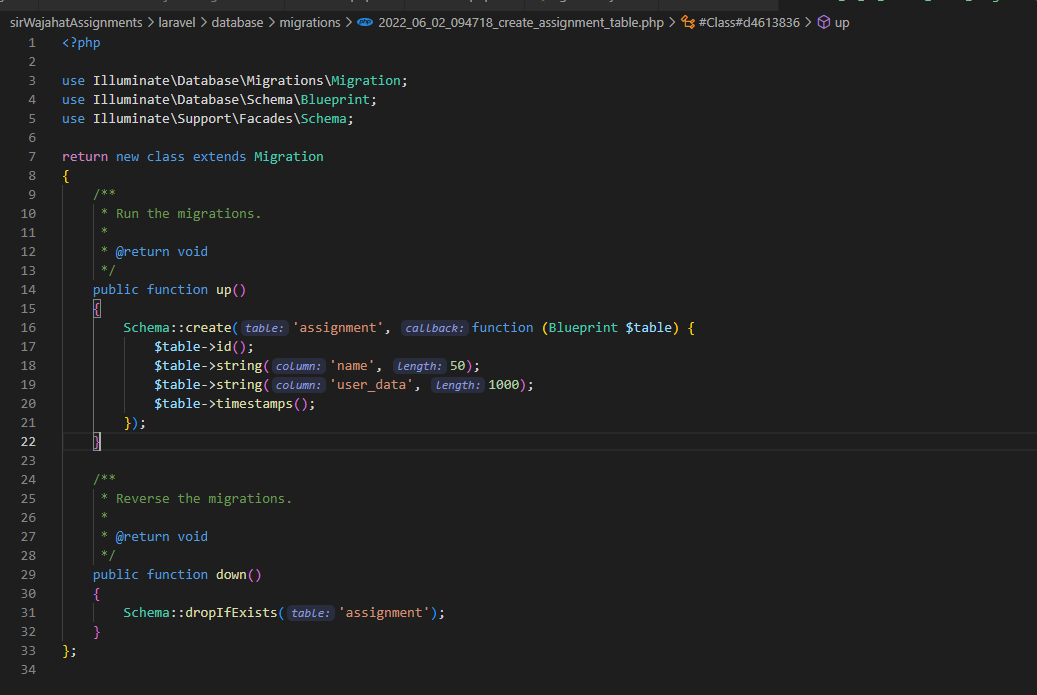 sirWajahatAssignments > laravel > database > migrations > php 2022_06_02_094718_create_assignment_table.php > #Class#d4613836 > up
1 <?php
2
3 use Illuminate\Database\Migrations\Migration;
4 use Illuminate\Database\Schema\Blueprint;
5 use Illuminate\Support\Facades\Schema;
6
7 return new class extends Migration
8 {
9     /**
10      * Run the migrations.
11      *
12      * @return void
13      */
14     public function up()
15     {
16         Schema::create(table: 'assignment', callback: function (Blueprint $table) {
17             $table->id();
18             $table->string(column: 'name', length: 50);
19             $table->string(column: 'user_data', length: 1000);
20             $table->timestamps();
21         });
22     }
23
24     /**
25      * Reverse the migrations.
26      *
27      * @return void
28      */
29     public function down()
30     {
31         Schema::dropIfExists(table: 'assignment');
32     }
33 };
34